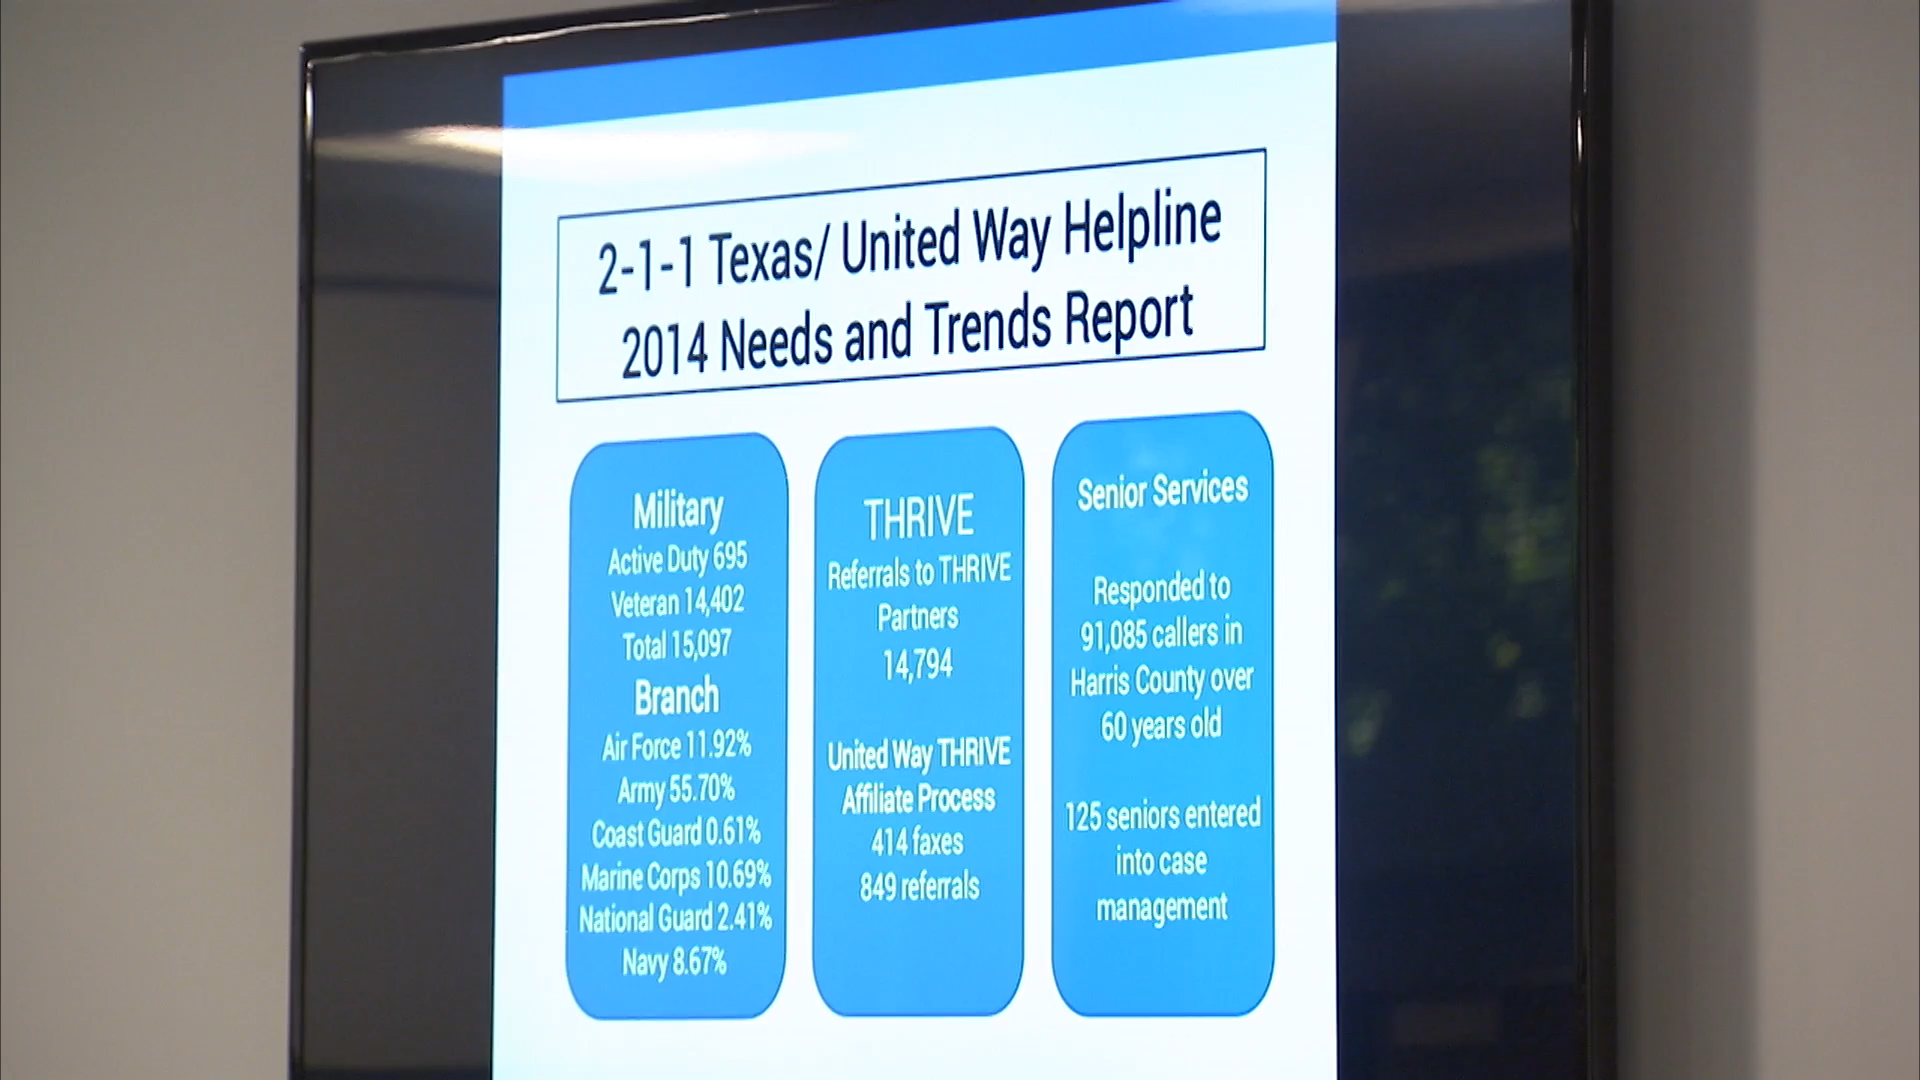 2-1-1 Texas/ United Way Helpline
2014 Needs and Trends Report
Military
Active Duty 695
Veteran 14,402
Total 15,097
Branch
Air Force 11.92%
Army 55.70%
Coast Guard 0.61%
Marine Corps 10.69%
National Guard 2.41%
Navy 8.67%
THRIVE
Referrals to THRIVE
Partners
14,794
United Way THRIVE
Affiliate Process
414 faxes
849 referrals
Senior Services
Responded to
91,085 callers in
Harris County over
60 years old
125 seniors entered
into case
management